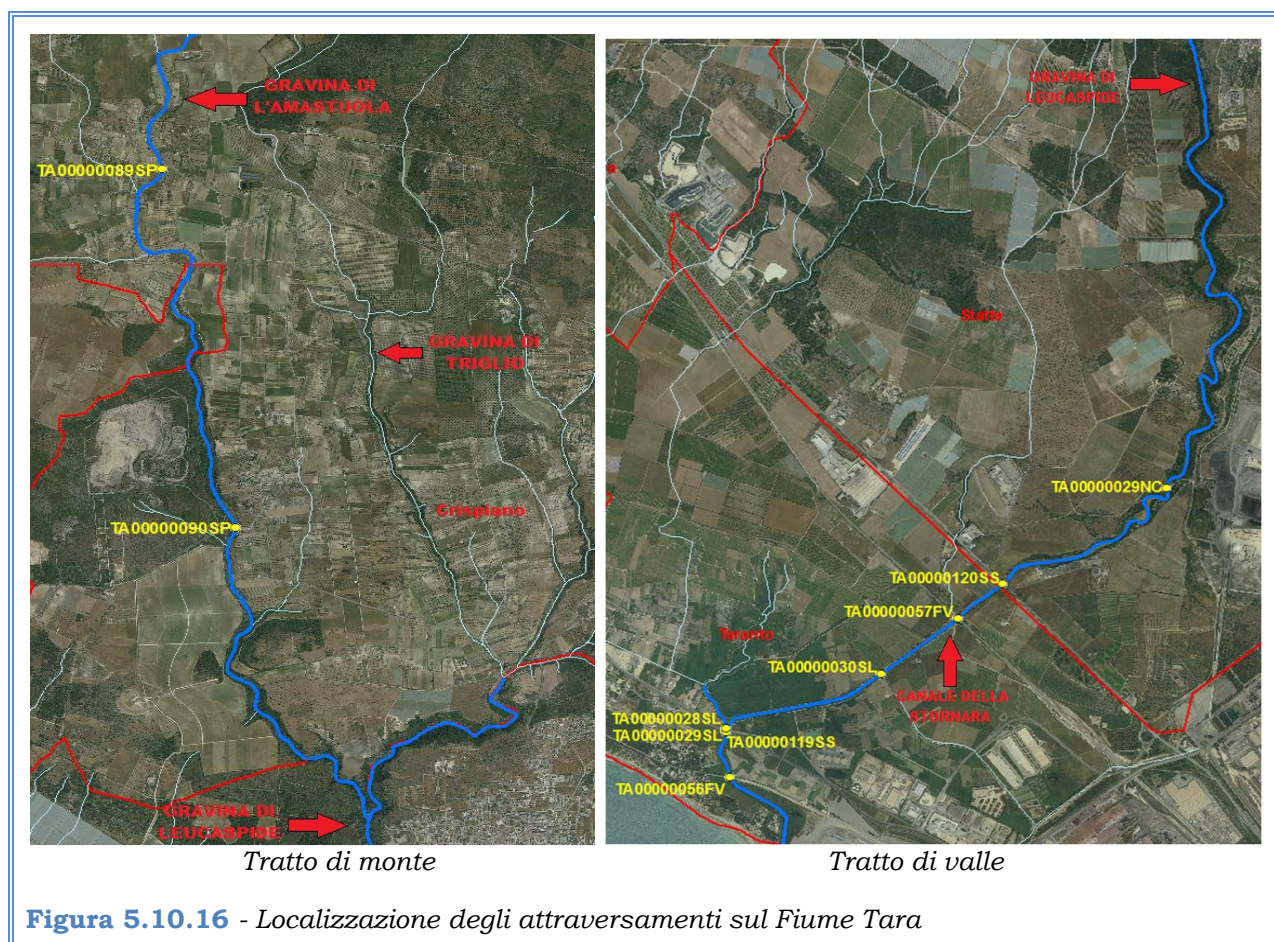 GRAVINA DI
L'AMASTUOLA
TA00000089SP
GRAVINA DI
TRIGLIO
Crispiano
TA00000090SP
GRAVINA DI
LEUCASPIDE
Tratto di monte
GRAVINA DI
LEUCASPIDE
Statte
TA00000029NC
TA00000120SS
TA00000057FV
Taranto
TA00000030SL
CANALE DELLA
STORNARA
TA00000028SL
TA00000029SL
TA00000119SS
TA00000056FV
Tratto di valle
Figura 5.10.16 - Localizzazione degli attraversamenti sul Fiume Tara